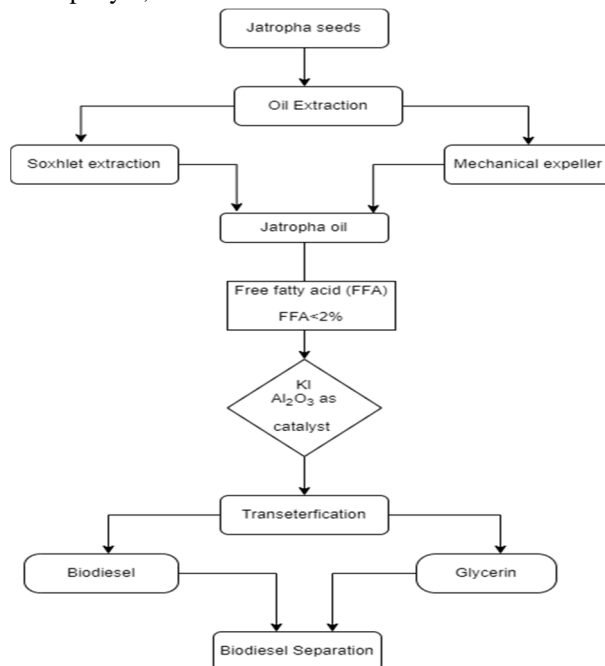 Jatropha seeds
Oil Extraction
Soxhlet extraction
Mechanical expeller
Jatropha oil
Free fatty acid (FFA)
FFA<2%
KI
Al₂O₃ as
catalyst
Transeterfication
Biodiesel
Glycerin
Biodiesel Separation